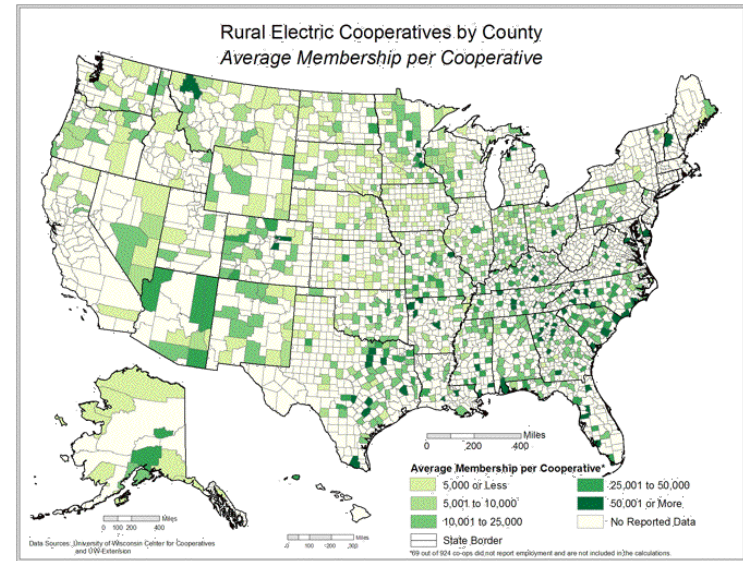 Rural Electric Cooperatives by County
Average Membership per Cooperative
Miles
0 200 400
Average Membership per Cooperative*
5,000 or Less
5,001 to 10,000
10,001 to 25,000
25,001 to 50,000
50,001 or More
No Reported Data
State Border
Miles
0 100 200 400
Miles
0 100 200 300
Data Sources: University of Wisconsin Center for Cooperatives
and UW-Extension
*69 out of 924 co-ops did not report employment and are not included in the calculations.